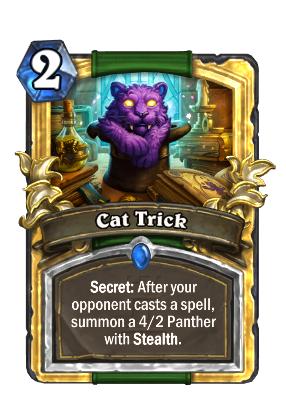 2
Cat Trick
Secret: After your
opponent casts a spell,
summon a 4/2 Panther
with Stealth.